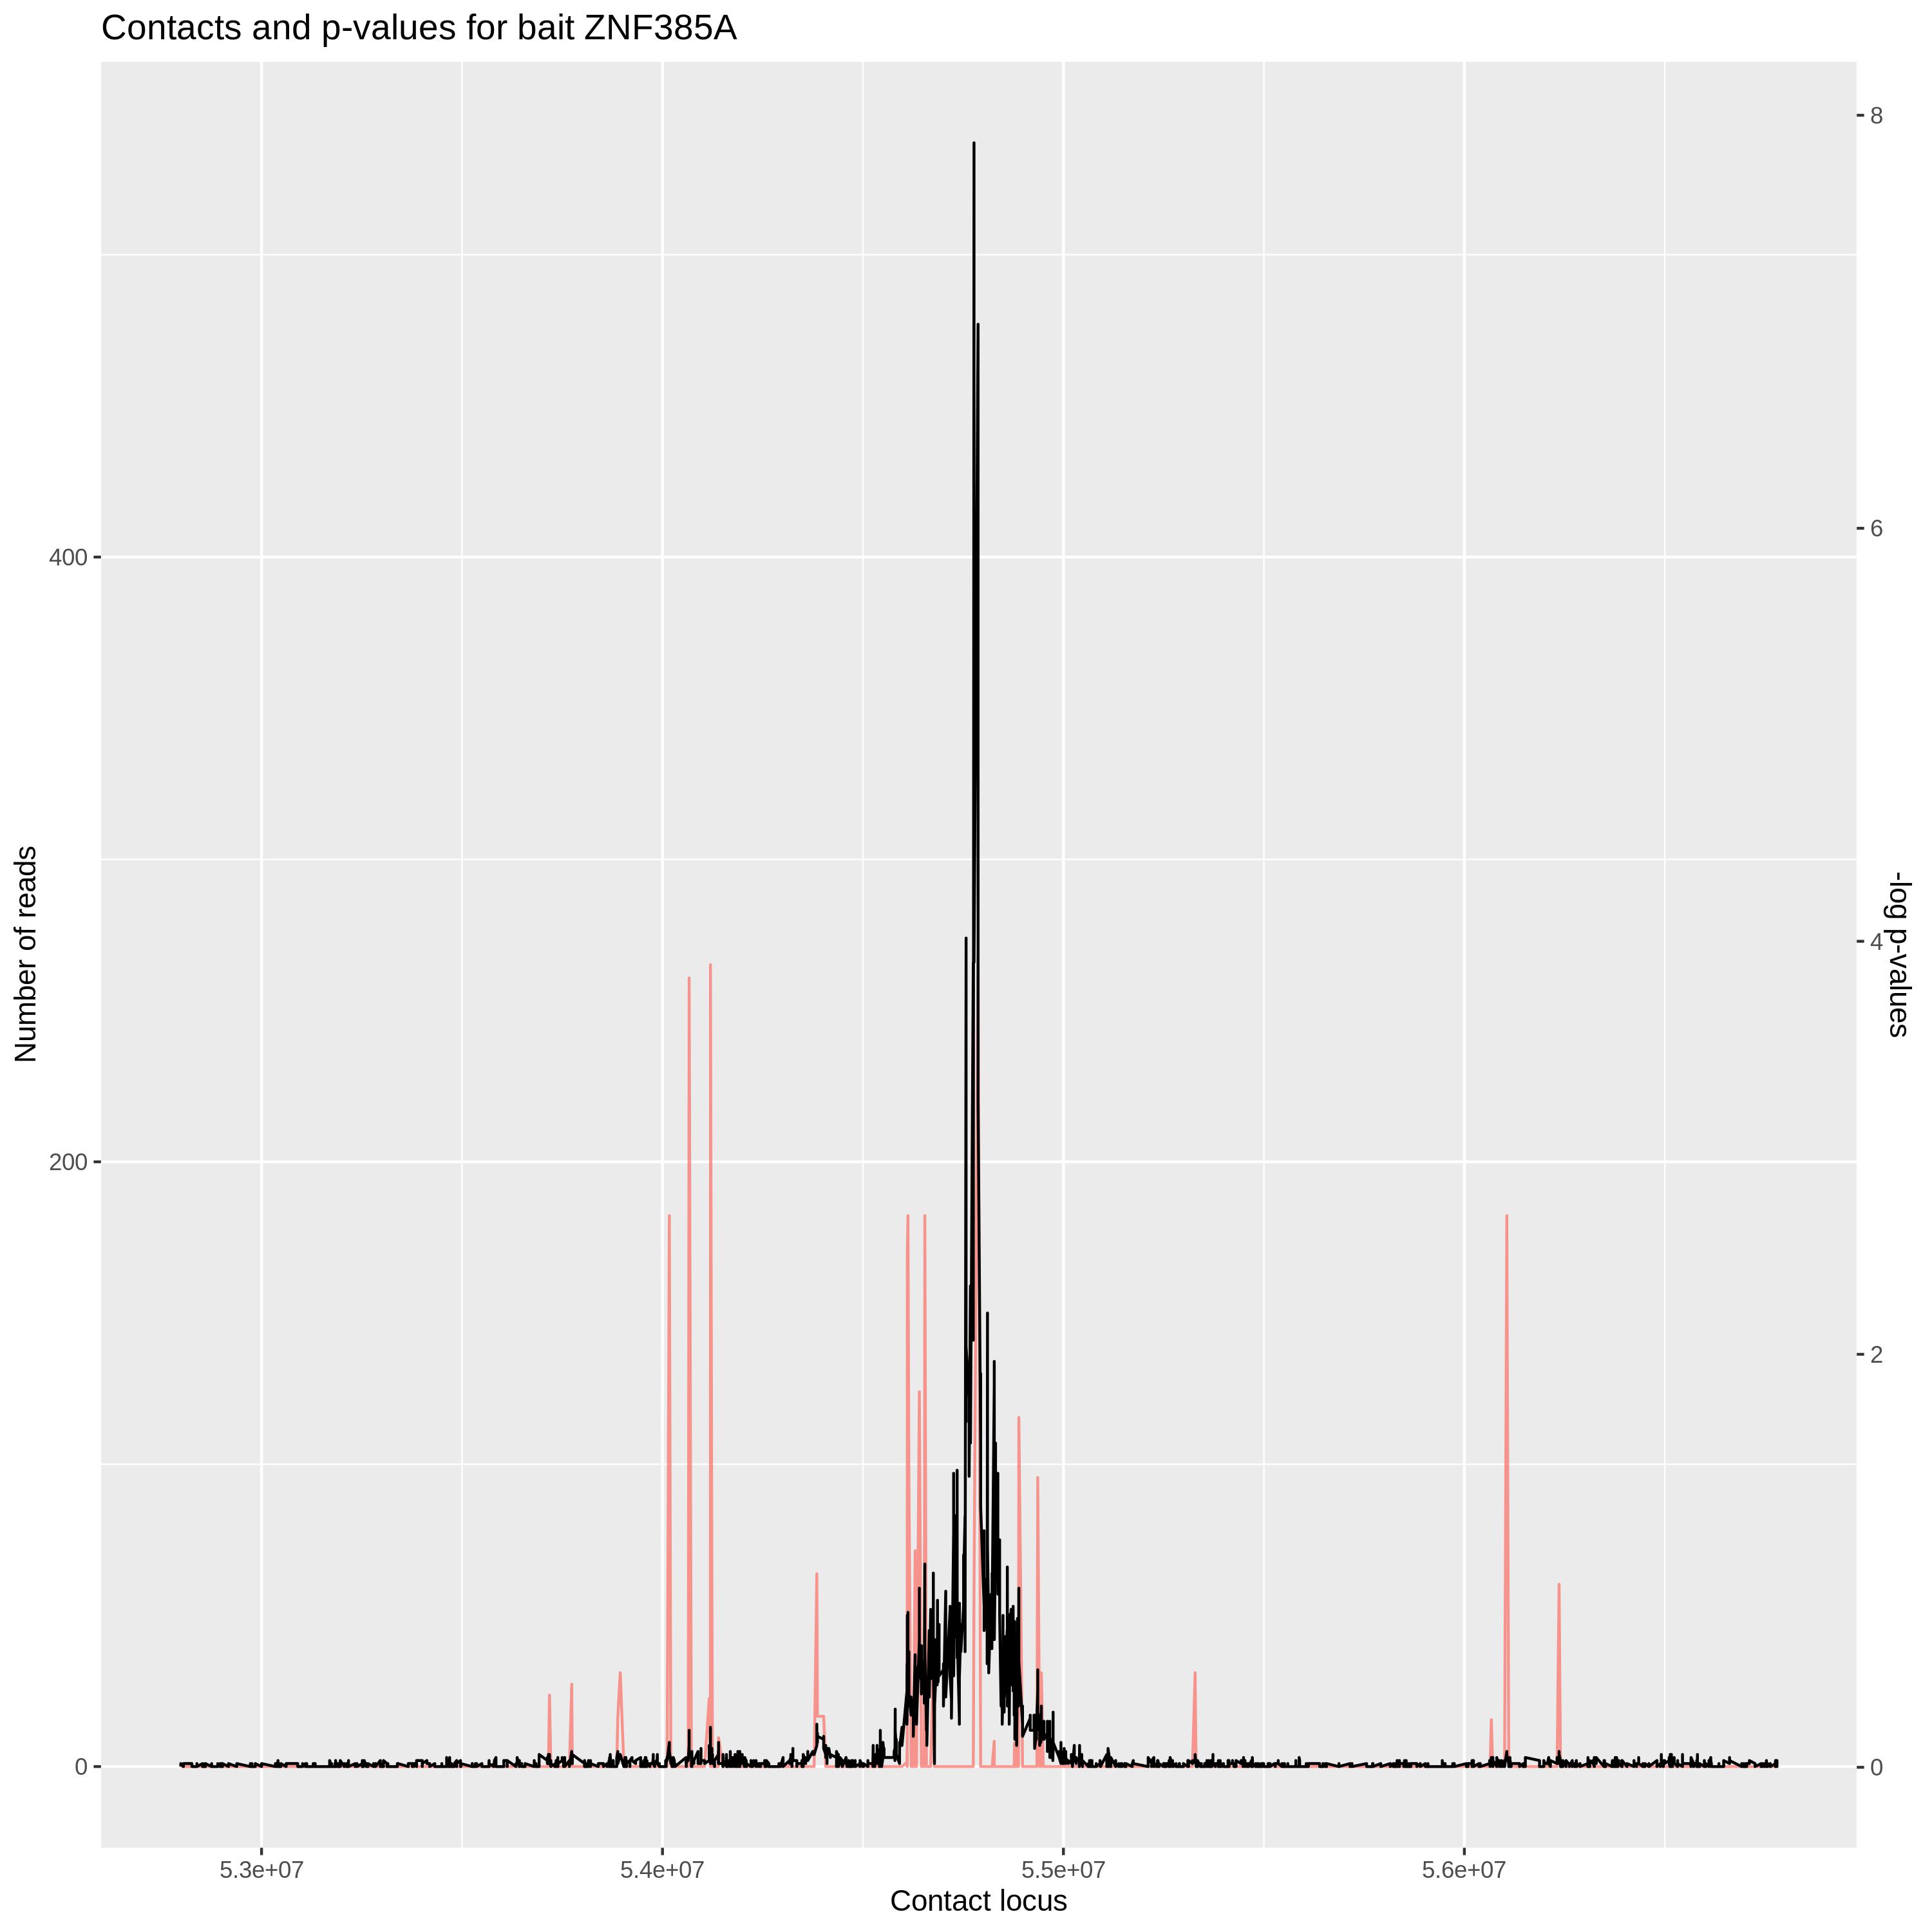 Contacts and p-values for bait ZNF385A
8
6
400
Number of reads
4
-log p-values
200
2
0
0
5.3e+07
5.4e+07
5.5e+07
5.6e+07
Contact locus